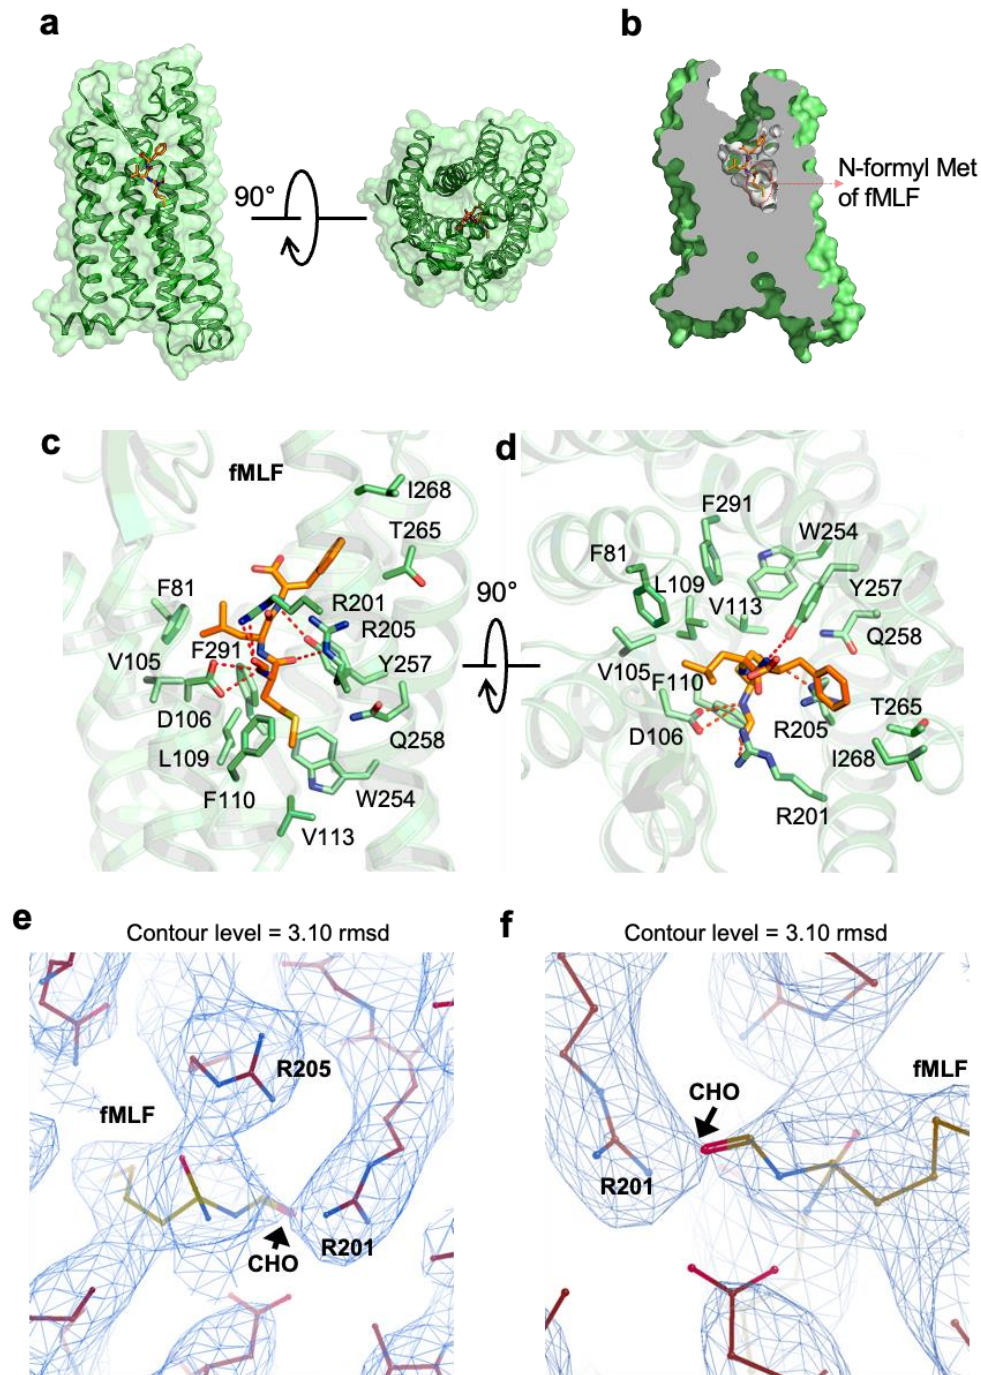 a
b
90°
N-formyl Met
of fMLF
c
fMLF
I268
T265
F81
R201
R205
V105
F291
Y257
D106
Q258
L109
F110
W254
V113
90°
d
F291
W254
F81
L109
Y257
V113
Q258
V105
F110
T265
D106
R205
I268
R201
e
Contour level = 3.10 rmsd
R205
fMLF
R201
CHO
f
Contour level = 3.10 rmsd
fMLF
CHO
R201